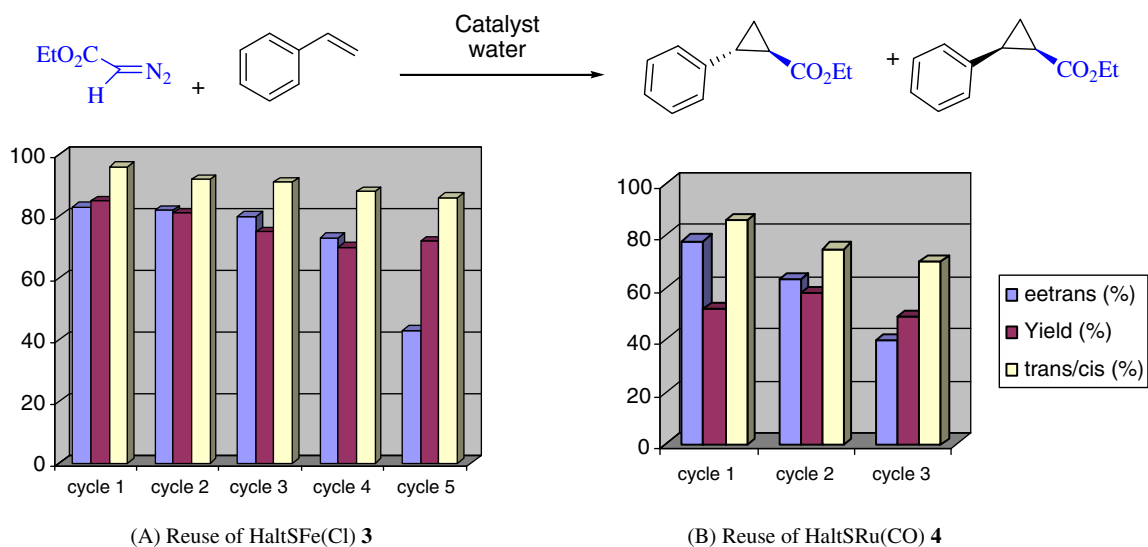 Catalyst
water
EtO₂C
N₂
H
+
CO₂Et
+
CO₂Et
100
80
60
40
20
0
cycle 1 cycle 2 cycle 3 cycle 4 cycle 5
(A) Reuse of HaltSFe(Cl) 3
100
80
60
40
20
0
cycle 1 cycle 2 cycle 3
(B) Reuse of HaltSRu(CO) 4
eetrans (%)
Yield (%)
trans/cis (%)